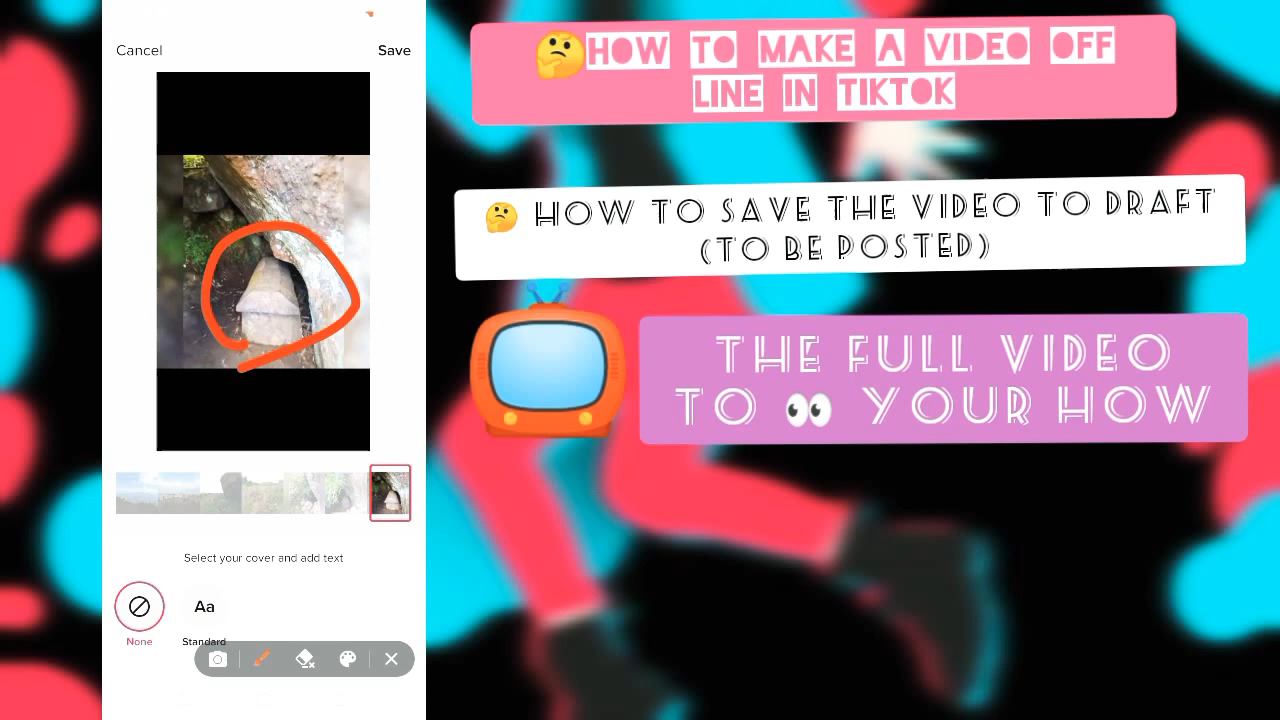 Cancel
Save
Select your cover and add text
Aa
None
Standard
🤔HOW TO MAKE A VIDEO OFF
LINE IN TIKTOK
🤔 HOW TO SAVE THE VIDEO TO DRAFT
(TO BE POSTED)
THE FULL VIDEO
TO 👀 YOUR HOW